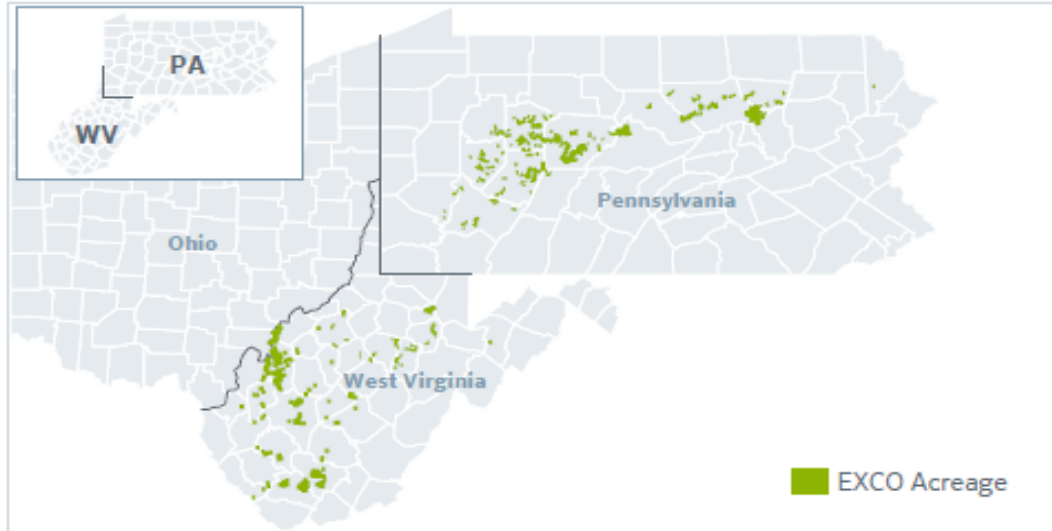 PA
WV
Pennsylvania
Ohio
West Virginia
EXCO Acreage